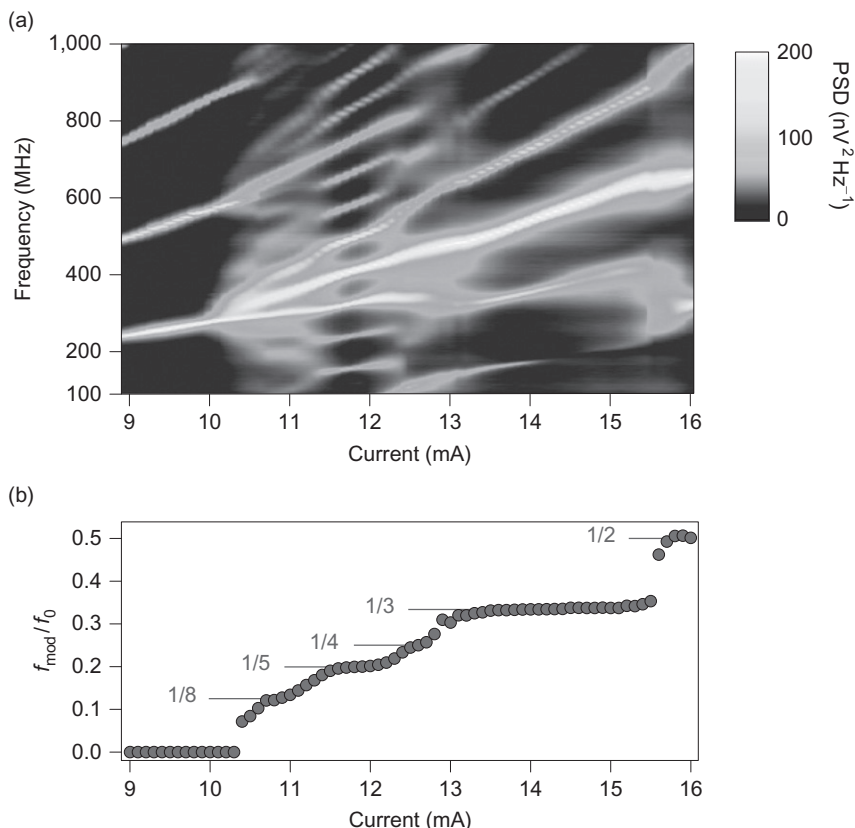 (a)
1,000
800
600
400
200
100
Frequency (MHz)
9 10 11 12 13 14 15 16
Current (mA)
200
100
0
PSD (nV² Hz⁻¹)
(b)
0.5
0.4
0.3
0.2
0.1
0.0
f_mod/f_0
1/8
1/5
1/4
1/3
1/2
9 10 11 12 13 14 15 16
Current (mA)